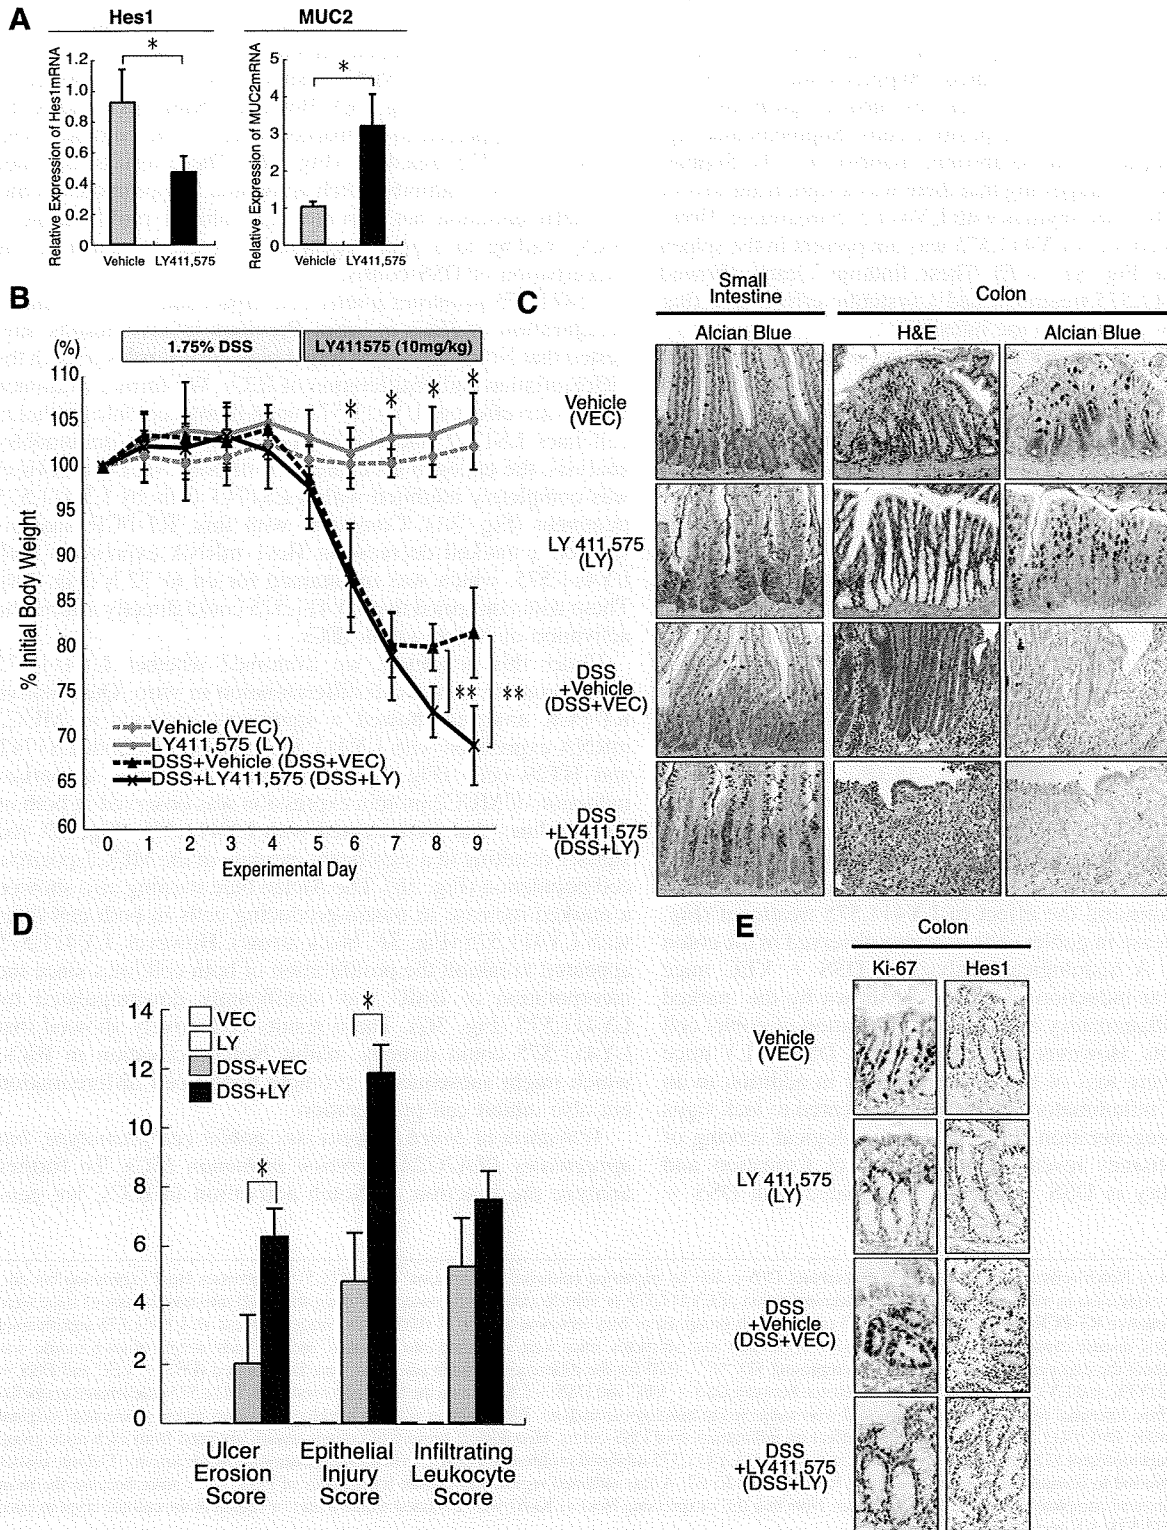 A
Hes1
MUC2
Relative Expression of Hes1mRNA
1.2
1.0
0.8
0.6
0.4
0.2
0
*
Vehicle
LY411,575
Relative Expression of MUC2mRNA
5
4
3
2
1
0
*
Vehicle
LY411,575
B
1.75% DSS
LY411575 (10mg/kg)
(%)
% Initial Body Weight
110
105
100
95
90
85
80
75
70
65
60
* * * *
** **
Vehicle (VEC)
LY411,575 (LY)
DSS+Vehicle (DSS+VEC)
DSS+LY411,575 (DSS+LY)
0 1 2 3 4 5 6 7 8 9
Experimental Day
C
Small
Intestine
Colon
Alcian Blue
H&E
Alcian Blue
Vehicle
(VEC)
LY 411,575
(LY)
DSS
+Vehicle
(DSS+VEC)
DSS
+LY411,575
(DSS+LY)
D
14
12
10
8
6
4
2
0
VEC
LY
DSS+VEC
DSS+LY
*
*
Ulcer
Erosion
Score
Epithelial
Injury
Score
Infiltrating
Leukocyte
Score
E
Colon
Ki-67
Hes1
Vehicle
(VEC)
LY 411,575
(LY)
DSS
+Vehicle
(DSS+VEC)
DSS
+LY411,575
(DSS+LY)